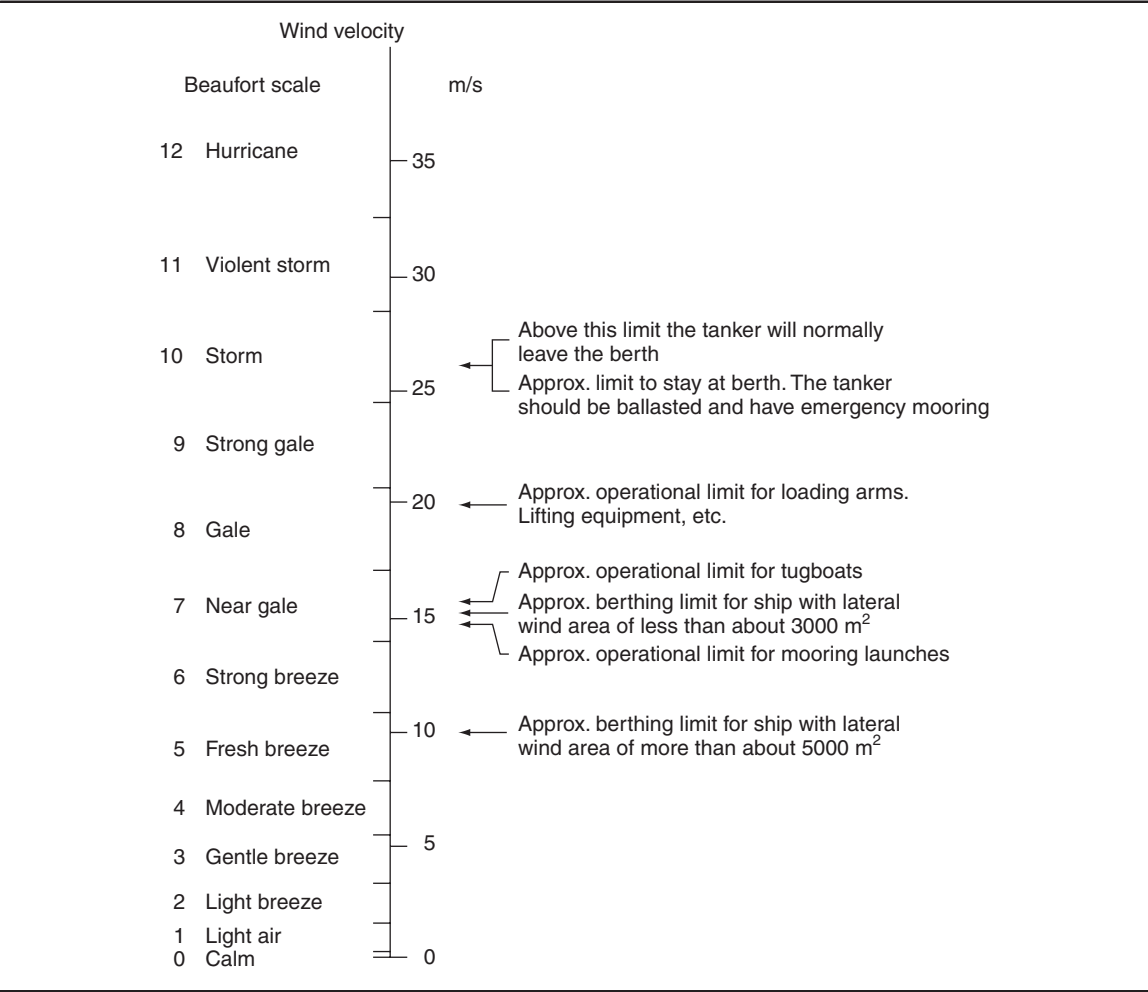 Wind velocity
Beaufort scale m/s
12 Hurricane
35
11 Violent storm
30
Above this limit the tanker will normally
leave the berth
10 Storm
Approx. limit to stay at berth. The tanker
should be ballasted and have emergency mooring
25
9 Strong gale
Approx. operational limit for loading arms.
Lifting equipment, etc.
20
8 Gale
Approx. operational limit for tugboats
7 Near gale
Approx. berthing limit for ship with lateral
wind area of less than about 3000 m²
15
Approx. operational limit for mooring launches
6 Strong breeze
Approx. berthing limit for ship with lateral
wind area of more than about 5000 m²
10
5 Fresh breeze
4 Moderate breeze
5
3 Gentle breeze
2 Light breeze
1 Light air
0 Calm
0